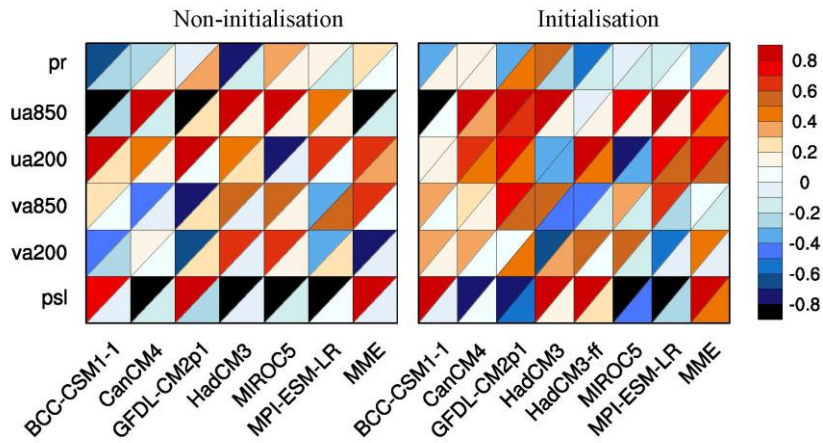 Non-initialisation Initialisation
pr
ua850
ua200
va850
va200
psl
0.8
0.6
0.4
0.2
0
-0.2
-0.4
-0.6
-0.8
BCC-CSM1-1
CanCM4
GFDL-CM2p1
HadCM3
MIROC5
MPI-ESM-LR
MME
BCC-CSM1-1
CanCM4
GFDL-CM2p1
HadCM3
HadCM3-ff
MIROC5
MPI-ESM-LR
MME